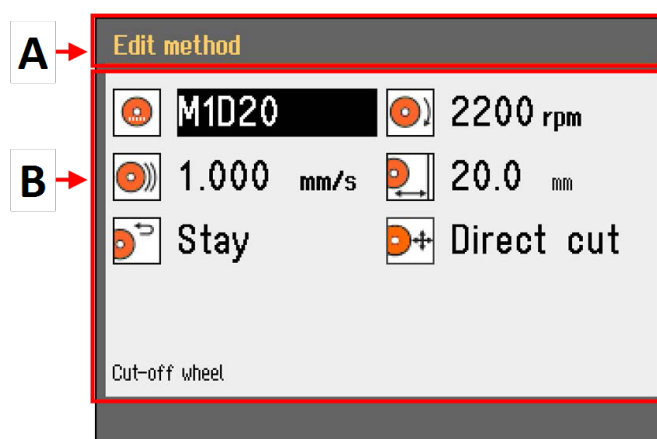 A
Edit method
B
M1D20
2200 rpm
1.000 mm/s
20.0 mm
Stay
Direct cut
Cut-off wheel